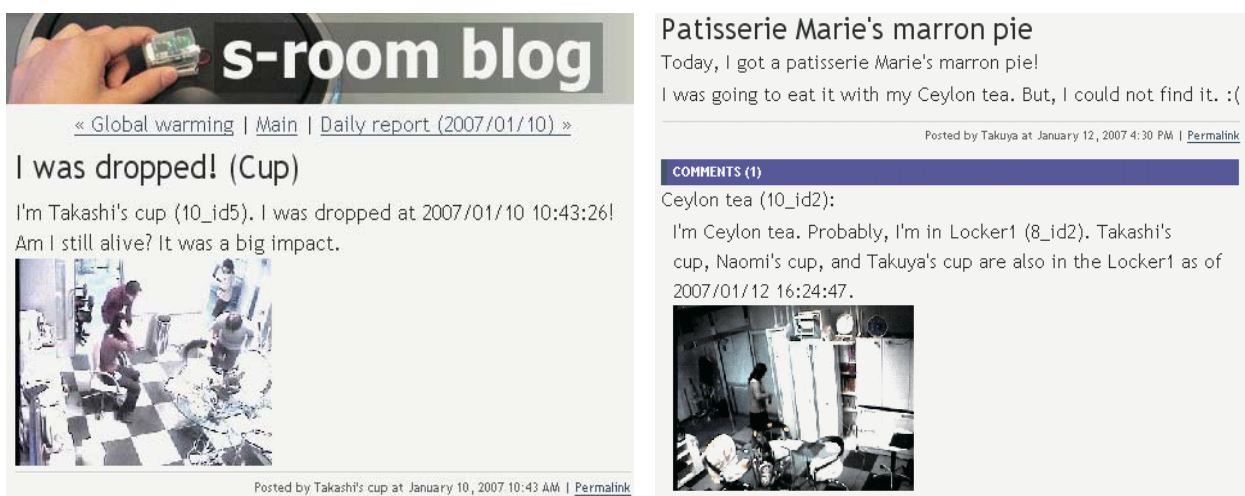 s-room blog
« Global warming | Main | Daily report (2007/01/10) »
I was dropped! (Cup)
I'm Takashi's cup (10_id5). I was dropped at 2007/01/10 10:43:26!
Am I still alive? It was a big impact.
Posted by Takashi's cup at January 10, 2007 10:43 AM | Permalink
Patisserie Marie's marron pie
Today, I got a patisserie Marie's marron pie!
I was going to eat it with my Ceylon tea. But, I could not find it. :(
Posted by Takuya at January 12, 2007 4:30 PM | Permalink
COMMENTS (1)
Ceylon tea (10_id2):
I'm Ceylon tea. Probably, I'm in Locker1 (8_id2). Takashi's
cup, Naomi's cup, and Takuya's cup are also in the Locker1 as of
2007/01/12 16:24:47.